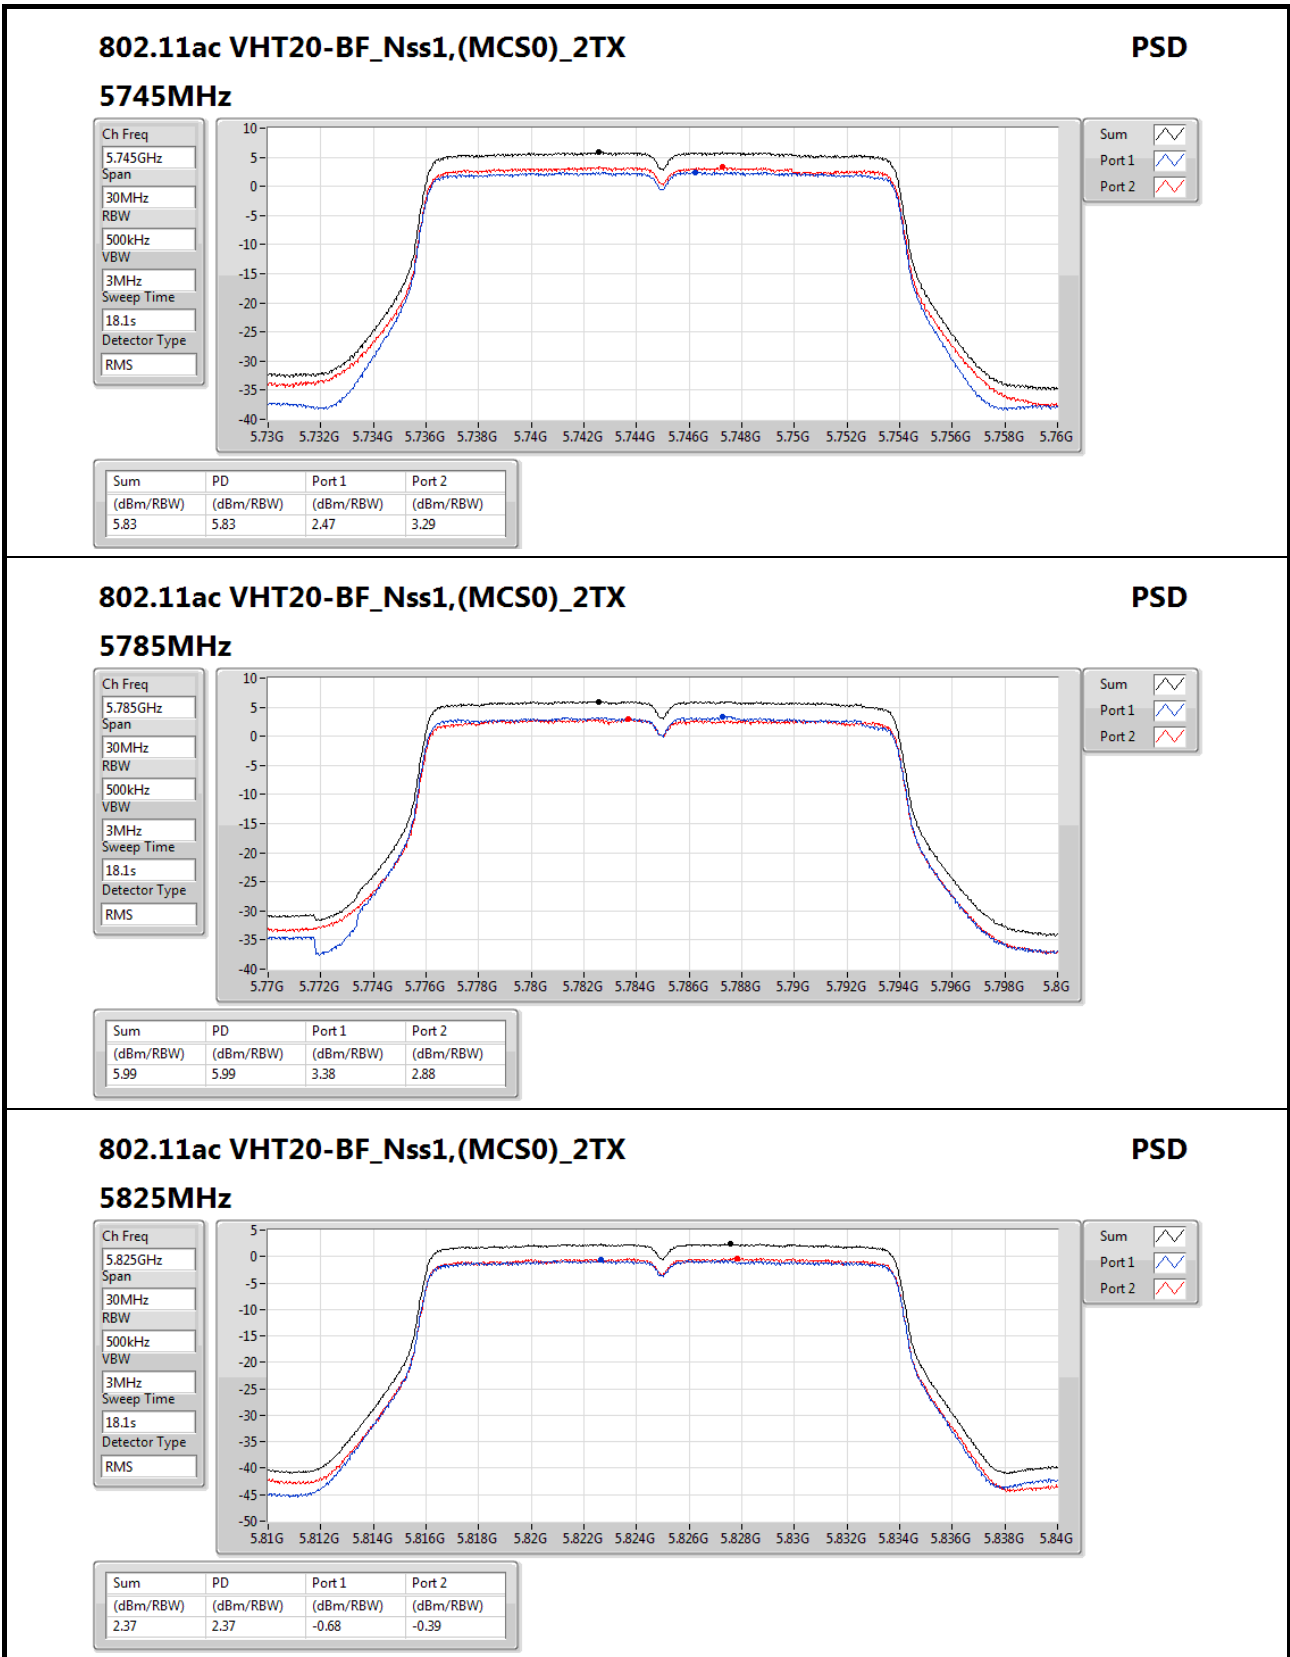 802.11ac VHT20-BF_Nss1,(MCS0)_2TX PSD
5745MHz
Ch Freq
5.745GHz
Span
30MHz
RBW
500kHz
VBW
3MHz
Sweep Time
18.1s
Detector Type
RMS
10
5
0
-5
-10
-15
-20
-25
-30
-35
-40
5.73G 5.732G 5.734G 5.736G 5.738G 5.74G 5.742G 5.744G 5.746G 5.748G 5.75G 5.752G 5.754G 5.756G 5.758G 5.76G
Sum
Port 1
Port 2
Sum PD Port 1 Port 2
(dBm/RBW) (dBm/RBW) (dBm/RBW) (dBm/RBW)
5.83 5.83 2.47 3.29
802.11ac VHT20-BF_Nss1,(MCS0)_2TX PSD
5785MHz
Ch Freq
5.785GHz
Span
30MHz
RBW
500kHz
VBW
3MHz
Sweep Time
18.1s
Detector Type
RMS
10
5
0
-5
-10
-15
-20
-25
-30
-35
-40
5.77G 5.772G 5.774G 5.776G 5.778G 5.78G 5.782G 5.784G 5.786G 5.788G 5.79G 5.792G 5.794G 5.796G 5.798G 5.8G
Sum
Port 1
Port 2
Sum PD Port 1 Port 2
(dBm/RBW) (dBm/RBW) (dBm/RBW) (dBm/RBW)
5.99 5.99 3.38 2.88
802.11ac VHT20-BF_Nss1,(MCS0)_2TX PSD
5825MHz
Ch Freq
5.825GHz
Span
30MHz
RBW
500kHz
VBW
3MHz
Sweep Time
18.1s
Detector Type
RMS
5
0
-5
-10
-15
-20
-25
-30
-35
-40
-45
-50
5.81G 5.812G 5.814G 5.816G 5.818G 5.82G 5.822G 5.824G 5.826G 5.828G 5.83G 5.832G 5.834G 5.836G 5.838G 5.84G
Sum
Port 1
Port 2
Sum PD Port 1 Port 2
(dBm/RBW) (dBm/RBW) (dBm/RBW) (dBm/RBW)
2.37 2.37 -0.68 -0.39